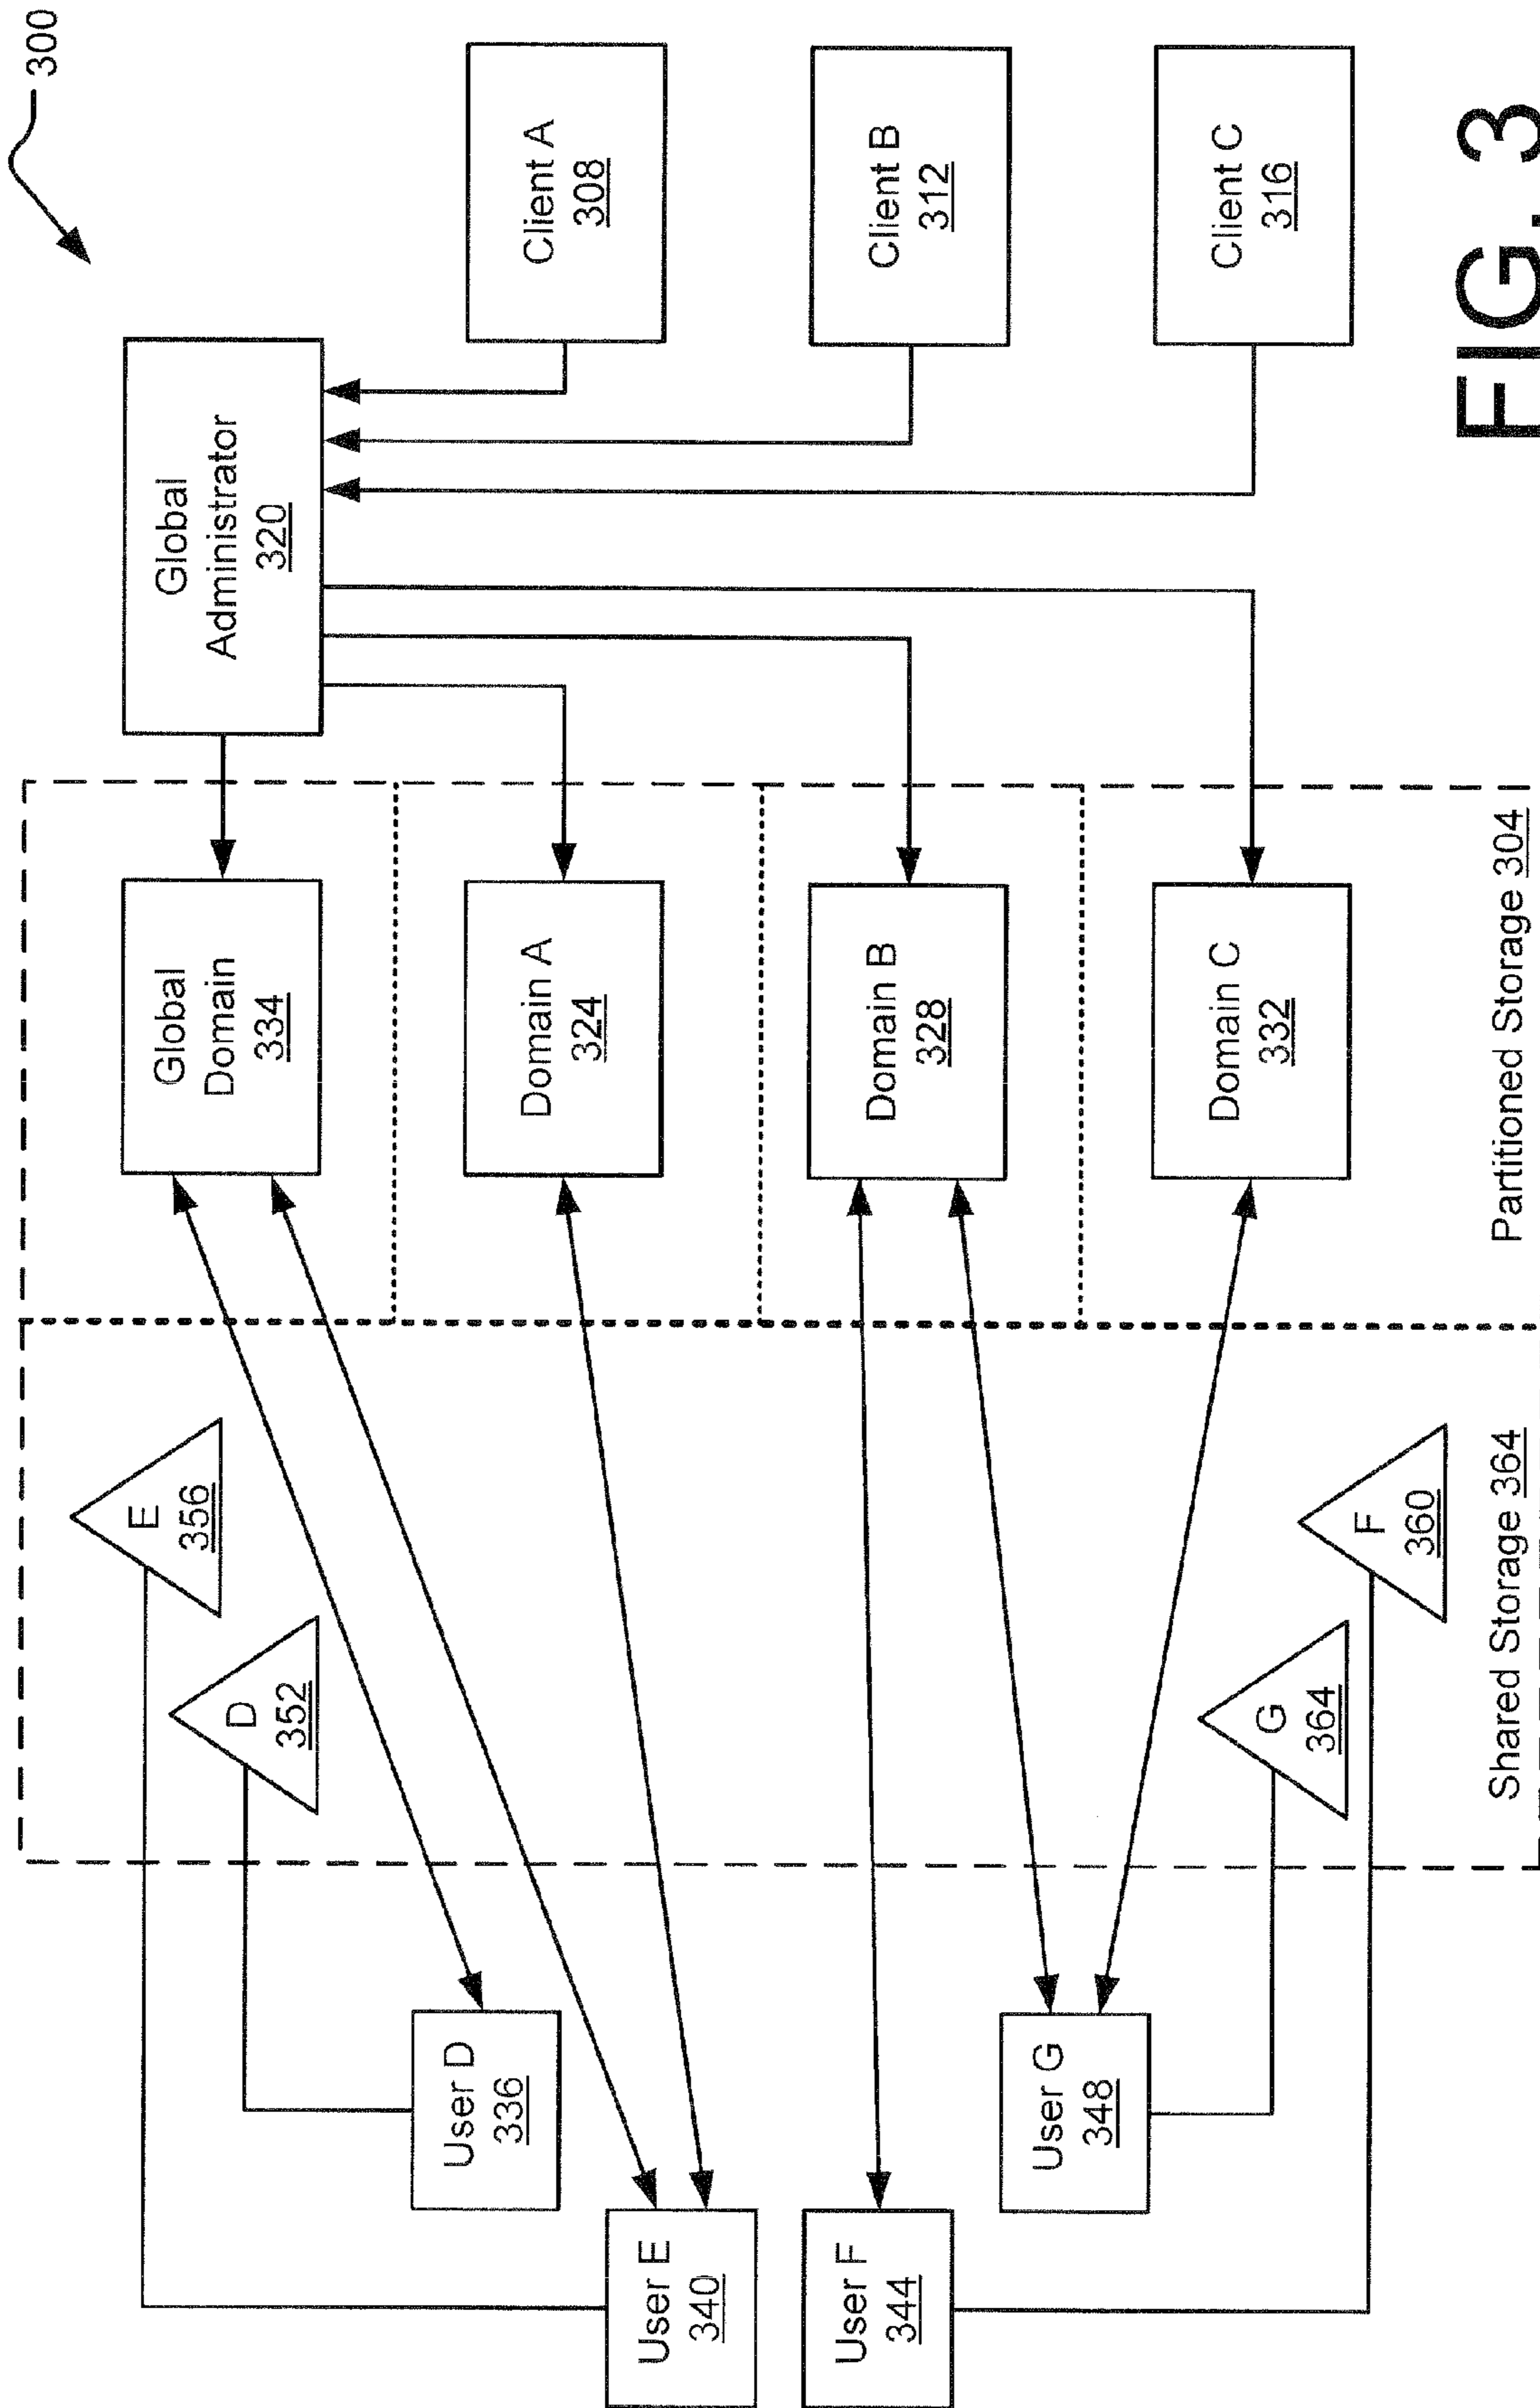 300
Global
Administrator
320
Client A
308
Client B
312
Client C
316
Global
Domain
334
Domain A
324
Domain B
328
Domain C
332
Partitioned Storage 304
E
356
D
352
G
364
F
360
Shared Storage 364
User D
336
User E
340
User F
344
User G
348
FIG. 3